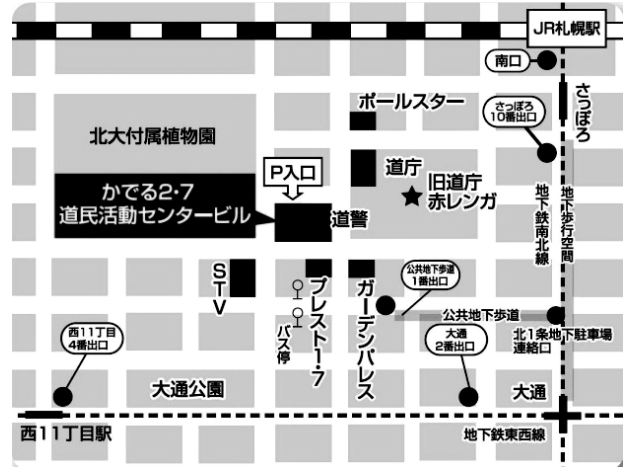 JR札幌駅
南口
さっぽろ
さっぽろ
10番出口
ポールスター
北大付属植物園
P入口
道庁
旧道庁
赤レンガ
かでる2・7
道民活動センタービル
道警
地下鉄南北線
地下歩行空間
STV
プレスト1・7
ガーデンパレス
バス停
公共地下歩道
1番出口
公共地下歩道
北1条地下駐車場
連絡口
西11丁目
4番出口
大通
2番出口
大通公園
大通
西11丁目駅
地下鉄東西線